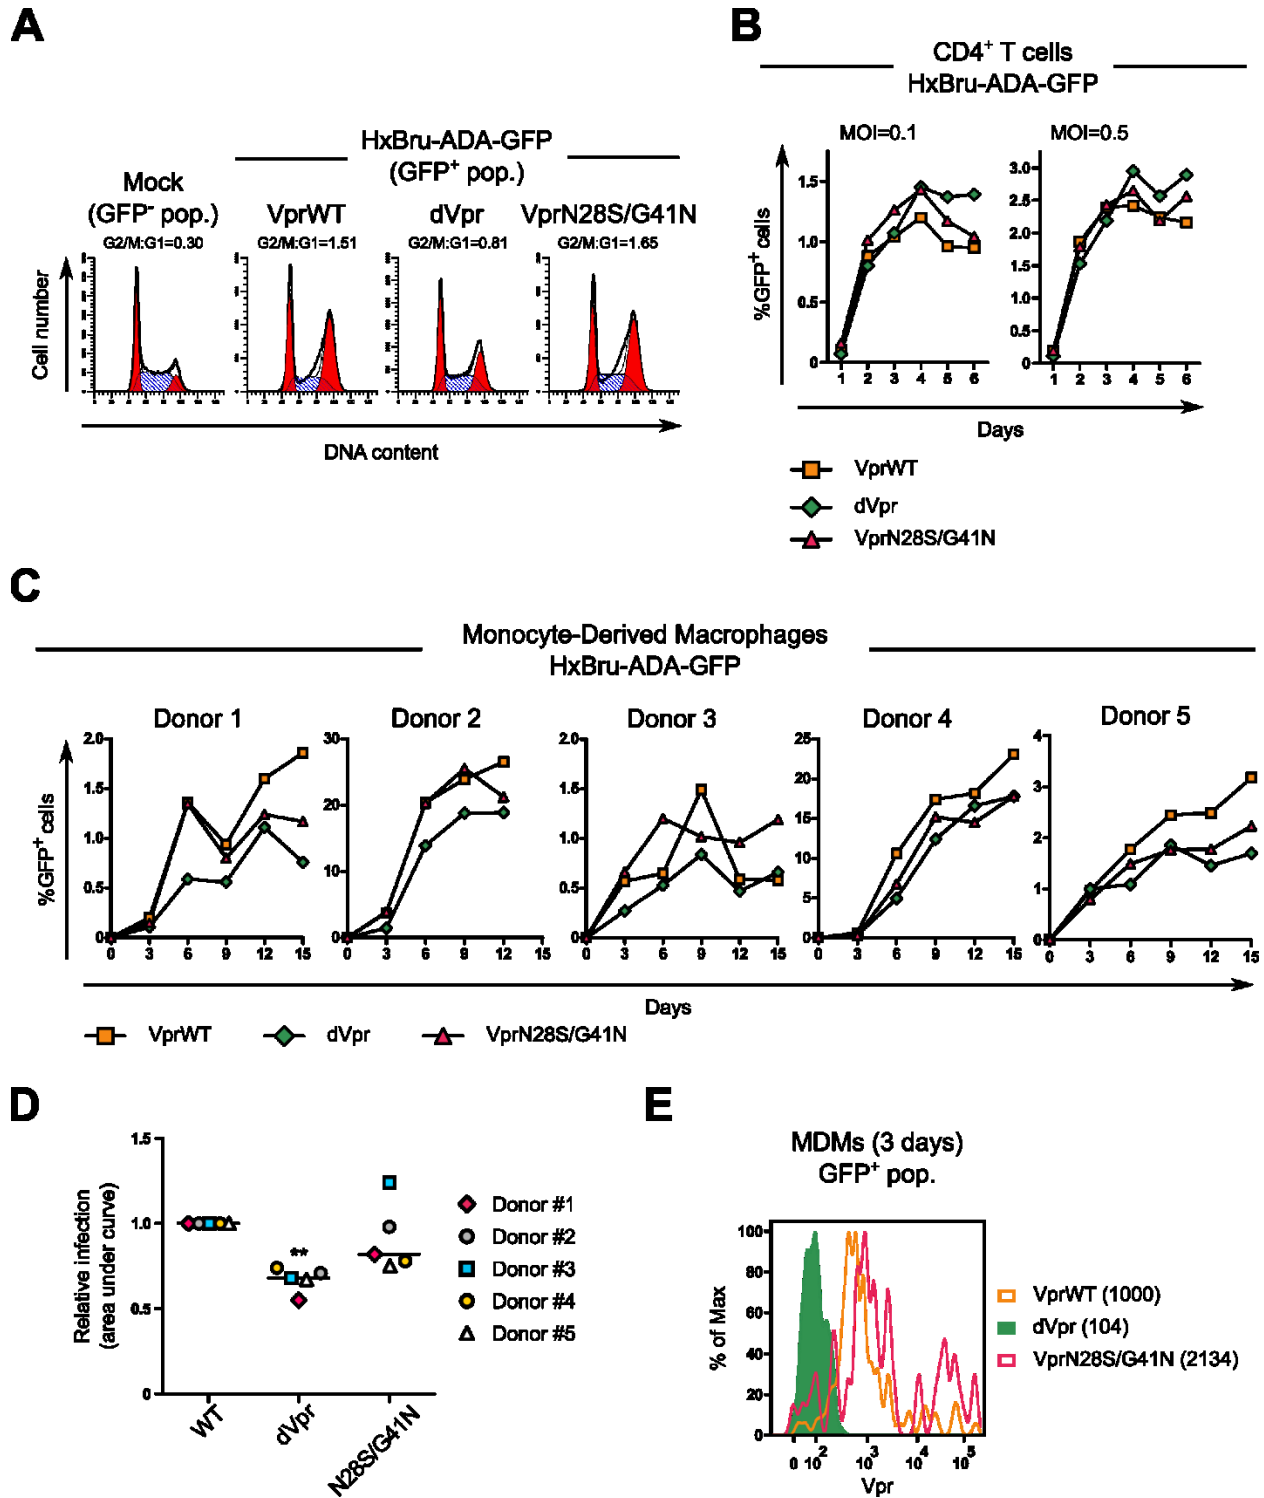 A
HxBru-ADA-GFP
(GFP+ pop.)
Mock
(GFP- pop.)
VprWT
dVpr
VprN28S/G41N
G2/M:G1=0.30
G2/M:G1=1.51
G2/M:G1=0.81
G2/M:G1=1.65
Cell number
DNA content
B
CD4+ T cells
HxBru-ADA-GFP
MOI=0.1
MOI=0.5
%GFP+ cells
1.5
1.0
0.5
0
1 2 3 4 5 6
3.0
2.5
2.0
1.5
1.0
0.5
0
1 2 3 4 5 6
Days
VprWT
dVpr
VprN28S/G41N
C
Monocyte-Derived Macrophages
HxBru-ADA-GFP
Donor 1
Donor 2
Donor 3
Donor 4
Donor 5
%GFP+ cells
2.0
1.5
1.0
0.5
0
0 3 6 9 12 15
30
20
10
0
0 3 6 9 12 15
2.0
1.5
1.0
0.5
0
0 3 6 9 12 15
25
20
15
10
5
0
0 3 6 9 12 15
4
3
2
1
0
0 3 6 9 12 15
Days
VprWT
dVpr
VprN28S/G41N
D
Relative infection
(area under curve)
1.5
1.0
0.5
0
**
WT
dVpr
N28S/G41N
Donor #1
Donor #2
Donor #3
Donor #4
Donor #5
E
MDMs (3 days)
GFP+ pop.
% of Max
100
80
60
40
20
0
0 10² 10³ 10⁴ 10⁵
Vpr
VprWT (1000)
dVpr (104)
VprN28S/G41N (2134)